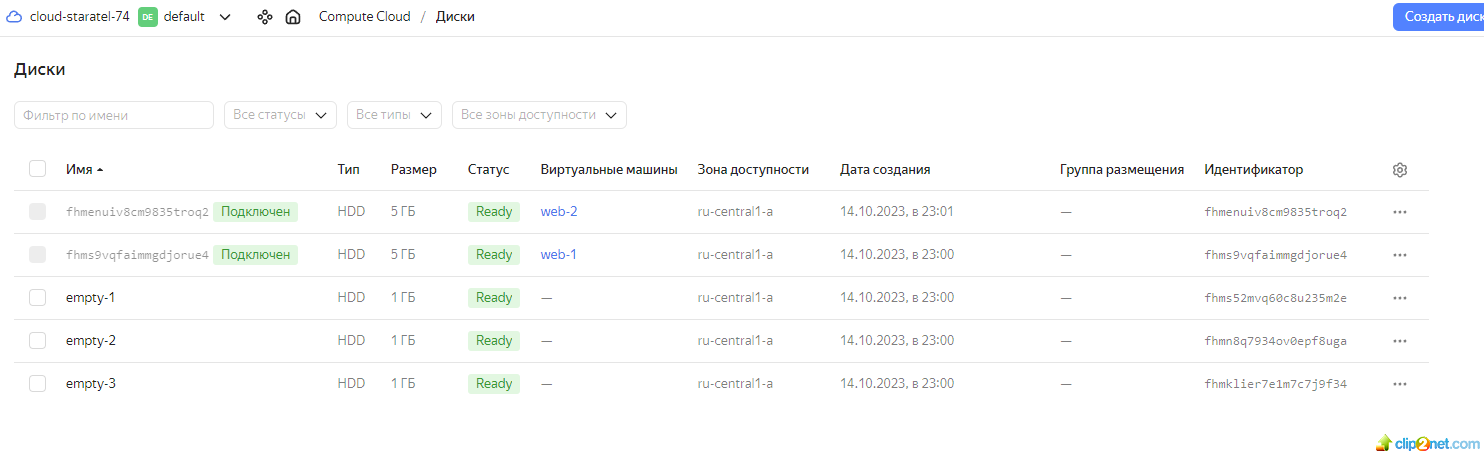 cloud-staratel-74 DE default Compute Cloud / Диски Создать диск
Диски
Фильтр по имени Все статусы Все типы Все зоны доступности
Имя Тип Размер Статус Виртуальные машины Зона доступности Дата создания Группа размещения Идентификатор
fhmenuiv8cm9835troq2 Подключен HDD 5 ГБ Ready web-2 ru-central1-a 14.10.2023, в 23:01 — fhmenuiv8cm9835troq2
fhms9vqfaimmgdjorue4 Подключен HDD 5 ГБ Ready web-1 ru-central1-a 14.10.2023, в 23:00 — fhms9vqfaimmgdjorue4
empty-1 HDD 1 ГБ Ready — ru-central1-a 14.10.2023, в 23:00 — fhms52mvq60c8u235m2e
empty-2 HDD 1 ГБ Ready — ru-central1-a 14.10.2023, в 23:00 — fhmn8q7934ov0epf8uga
empty-3 HDD 1 ГБ Ready — ru-central1-a 14.10.2023, в 23:00 — fhmklier7e1m7c7j9f34
clip2net.com